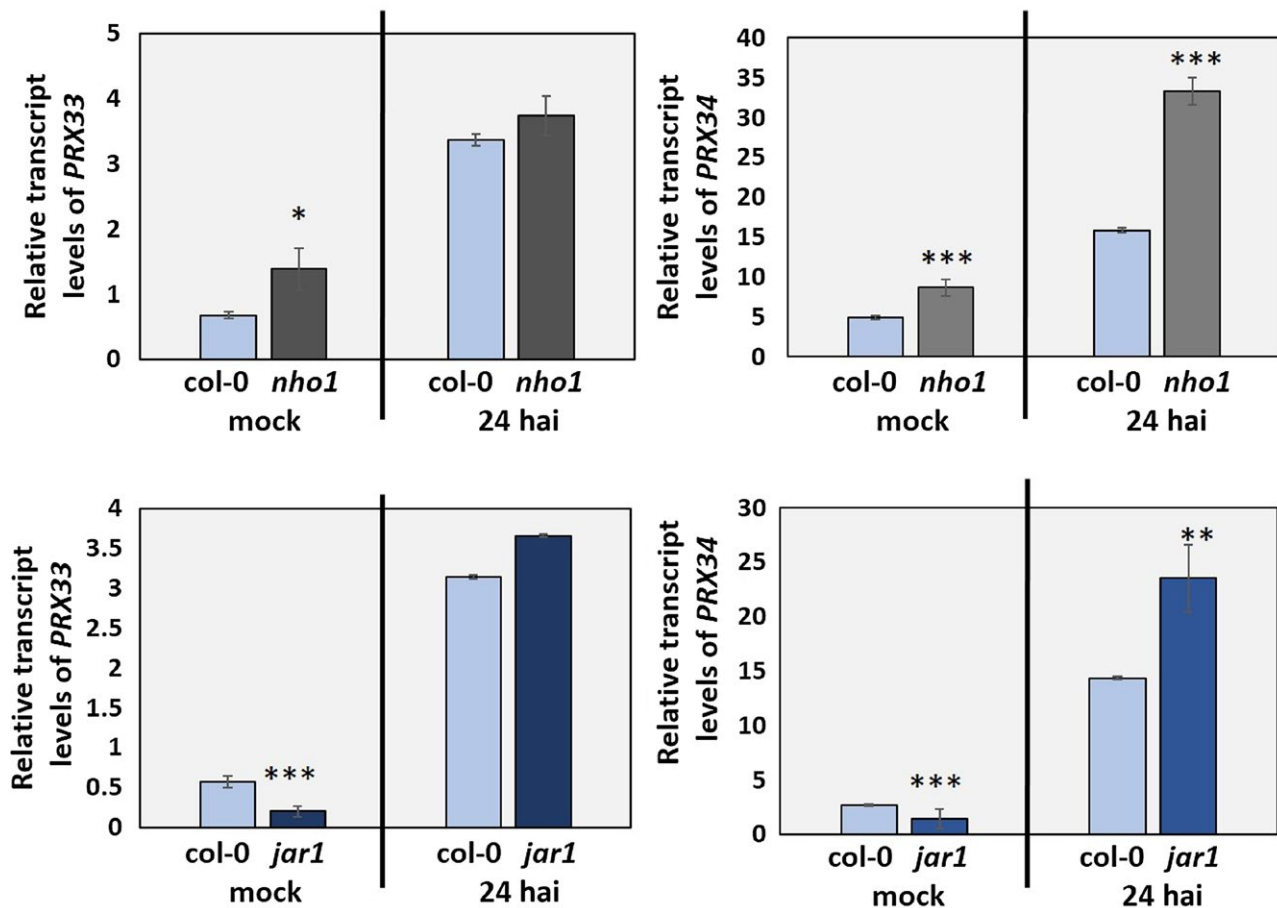 Relative transcript
levels of PRX33
5
4
3
2
1
0
*
col-0 nho1
mock
col-0 nho1
24 hai
Relative transcript
levels of PRX34
40
35
30
25
20
15
10
5
0
***
***
col-0 nho1
mock
col-0 nho1
24 hai
Relative transcript
levels of PRX33
4
3.5
3
2.5
2
1.5
1
0.5
0
***
col-0 jar1
mock
col-0 jar1
24 hai
Relative transcript
levels of PRX34
30
25
20
15
10
5
0
***
**
col-0 jar1
mock
col-0 jar1
24 hai